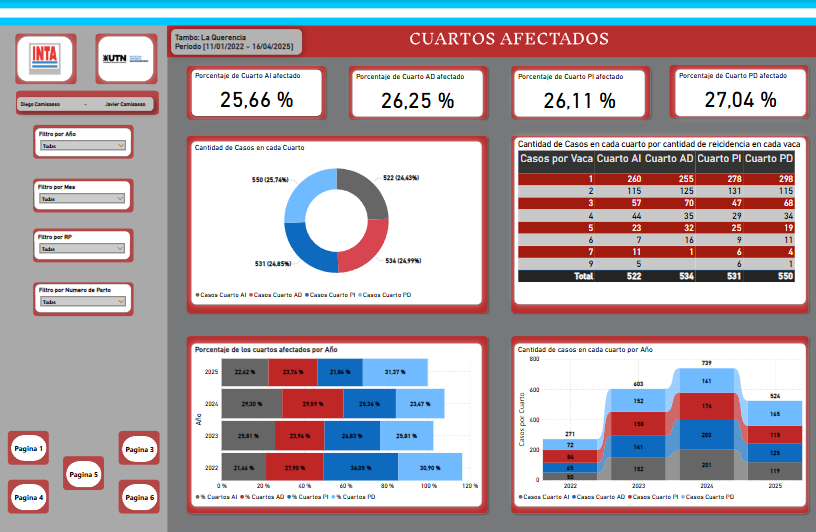 INTA
UTN
Tambo: La Querencia
Periodo [11/01/2022 - 16/04/2025]
CUARTOS AFECTADOS
Diego Camisasso - Javier Camisasso
Filtro por Año
Todas
Filtro por Mes
Todas
Filtro por RP
Todas
Filtro por Numero de Parto
Todas
Pagina 1
Pagina 3
Pagina 5
Pagina 4
Pagina 6
Porcentaje de Cuarto AI afectado
25,66 %
Porcentaje de Cuarto AD afectado
26,25 %
Porcentaje de Cuarto PI afectado
26,11 %
Porcentaje de Cuarto PD afectado
27,04 %
Cantidad de Casos en cada Cuarto
550 (25,74%)
522 (24,43%)
531 (24,85%)
534 (24,99%)
Casos Cuarto AI Casos Cuarto AD Casos Cuarto PI Casos Cuarto PD
Cantidad de Casos en cada cuarto por cantidad de reicidencia en cada vaca
Casos por Vaca Cuarto AI Cuarto AD Cuarto PI Cuarto PD
1 260 255 278 298
2 115 125 131 115
3 57 70 47 68
4 44 35 29 34
5 23 32 25 19
6 7 16 9 11
7 11 1 6 4
9 5 6 1
Total 522 534 531 550
Porcentaje de los cuartos afectados por Año
Año
2025 22,62 % 23,76 % 21,86 % 31,37 %
2024 29,30 % 29,59 % 25,36 % 23,47 %
2023 25,81 % 23,96 % 26,83 % 25,81 %
2022 21,66 % 27,90 % 36,05 % 30,90 %
0 % 20 % 40 % 60 % 80 % 100 % 120 %
% Cuartos AI % Cuartos AD % Cuartos PI % Cuartos PD
Cantidad de casos en cada cuarto por Año
Casos por Cuarto
800
600
400
200
0
271
72
86
65
50
603
152
158
141
152
739
161
174
203
201
524
165
115
125
119
2022 2023 2024 2025
Casos Cuarto AI Casos Cuarto AD Casos Cuarto PI Casos Cuarto PD